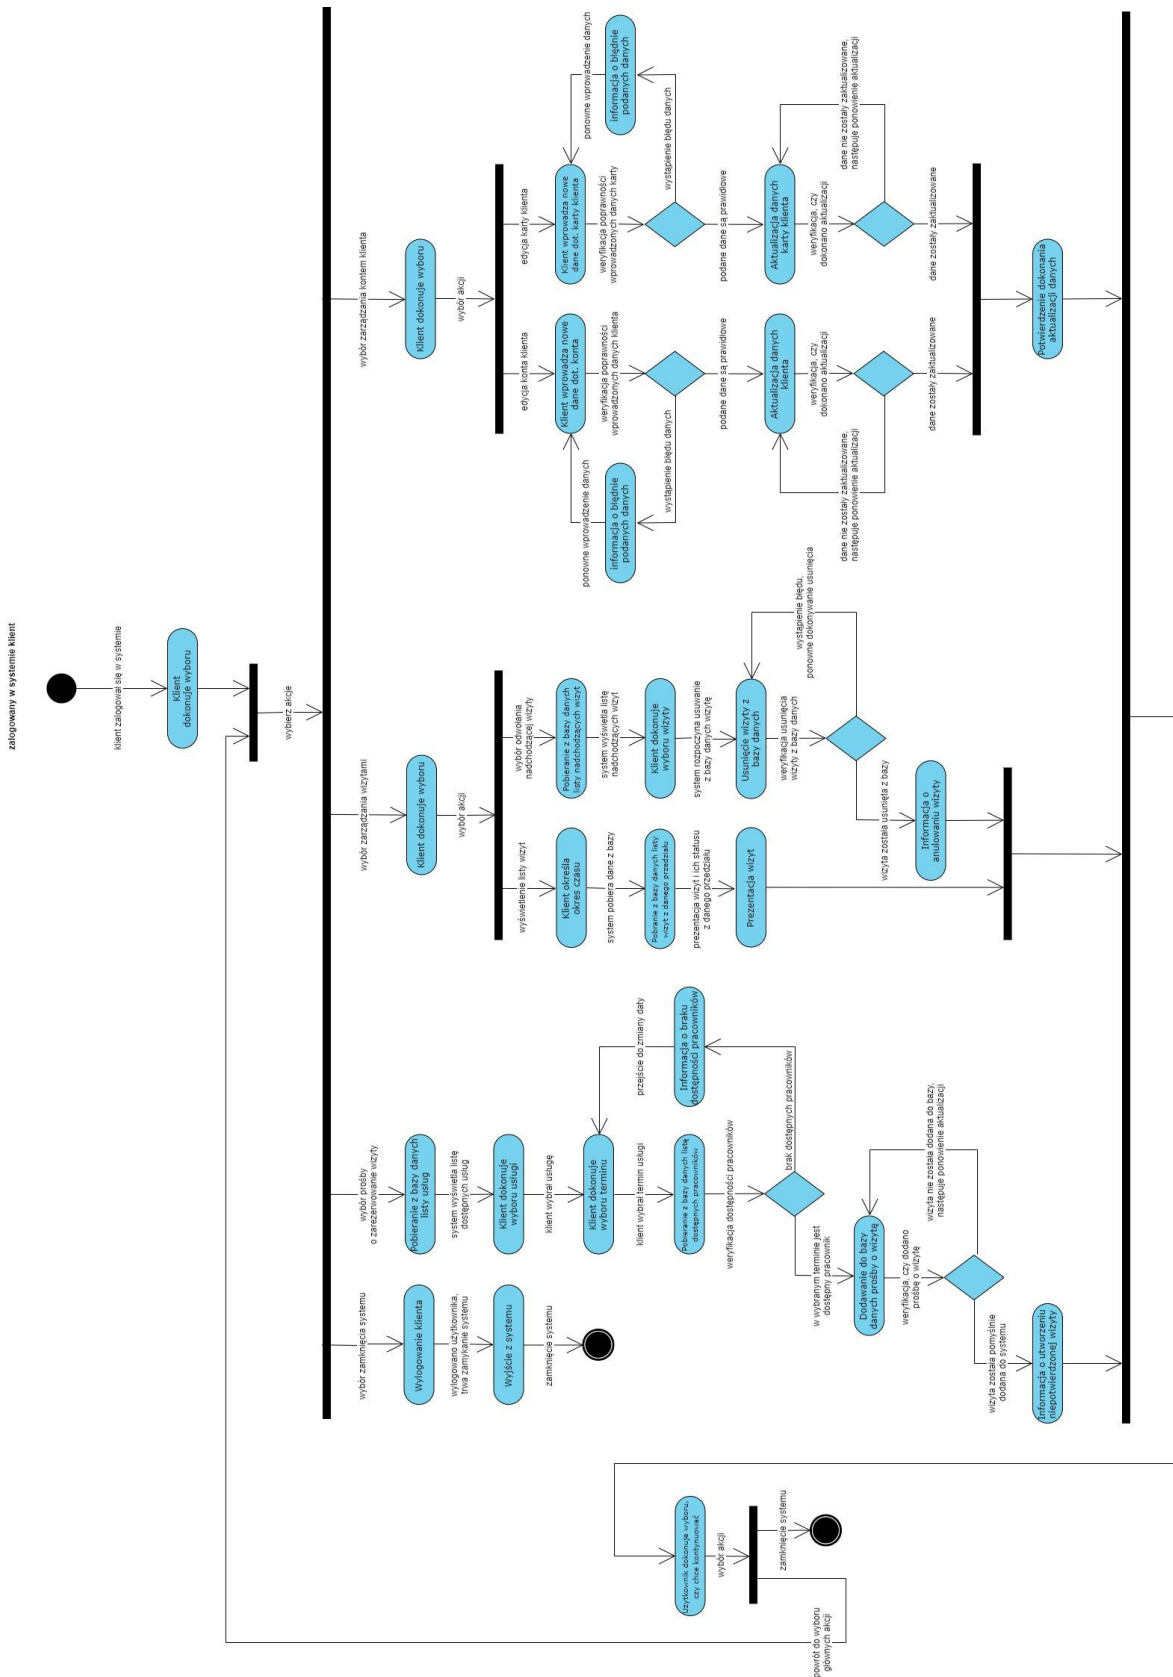 zalogowany w systemie klient
klient zalogował się w systemie
Klient
dokonuje wyboru
wybierz akcje
wybór zamknięcia systemu
Wylogowanie klienta
wylogowano użytkownika,
trwa zamykanie systemu
Wyjście z systemu
zamknięcie systemu
wybór prośby
o zarezerwowanie wizyty
Pobieranie z bazy danych
listy usług
system wyświetla listę
dostępnych usług
Klient dokonuje
wyboru usługi
klient wybrał usługę
Klient dokonuje
wyboru terminu
klient wybrał termin usługi
Pobieranie z bazy danych listę
dostępnych pracowników
weryfikacja dostępności pracowników
brak dostępnych pracowników
Informacja o braku
dostępności pracowników
przejście do zmiany daty
w wybranym terminie jest
dostępny pracownik
Dodawanie do bazy
danych prośby o wizytę
weryfikacja, czy dodano
prośbę o wizytę
wizyta nie została dodana do bazy,
następuje ponowienie aktualizacji
wizyta została pomyślnie
dodana do systemu
Informacja o utworzeniu
niepotwierdzonej wizyty
wybór zarządzania wizytami
Klient dokonuje wyboru
wybór akcji
wyświetlenie listy wizyt
Klient określa
okres czasu
system pobiera dane z bazy
Pobranie z bazy danych listy
wizyt z danego przedziału
prezentacja wizyt i ich statusu
z danego przedziału
Prezentacja wizyt
wybór odwołania
nadchodzącej wizyty
Pobieranie z bazy danych
listy nadchodzących wizyt
system wyświetla listę
nadchodzących wizyt
Klient dokonuje
wyboru wizyty
system rozpoczyna usuwanie
z bazy danych wizytę
Usunięcie wizyty z
bazy danych
weryfikacja usunięcia
wizyty z bazy danych
wystąpienie błędu,
ponowne dokonywanie usunięcia
wizyta została usunięta z bazy
Informacja o
anulowaniu wizyty
wybór zarządzania kontem klienta
Klient dokonuje wyboru
wybór akcji
edycja konta klienta
Klient wprowadza nowe
dane dot. konta
weryfikacja poprawności
wprowadzonych danych klienta
wystąpienie błędu danych
informacja o błędnie
podanych danych
ponowne wprowadzenie danych
podane dane są prawidłowe
Aktualizacja danych
klienta
weryfikacja, czy
dokonano aktualizacji
dane nie zostały zaktualizowane,
następuje ponowienie aktualizacji
dane zostały zaktualizowane
edycja karty klienta
Klient wprowadza nowe
dane dot. karty klienta
weryfikacja poprawności
wprowadzonych danych karty
wystąpienie błędu danych
informacja o błędnie
podanych danych
ponowne wprowadzenie danych
podane dane są prawidłowe
Aktualizacja danych
karty klienta
weryfikacja, czy
dokonano aktualizacji
dane nie zostały zaktualizowane,
następuje ponowienie aktualizacji
dane zostały zaktualizowane
Potwierdzenie dokonania
aktualizacji danych
Użytkownik dokonuje wyboru,
czy chce kontynuować
wybór akcji
zamknięcie systemu
powrót do wyboru
głównych akcji